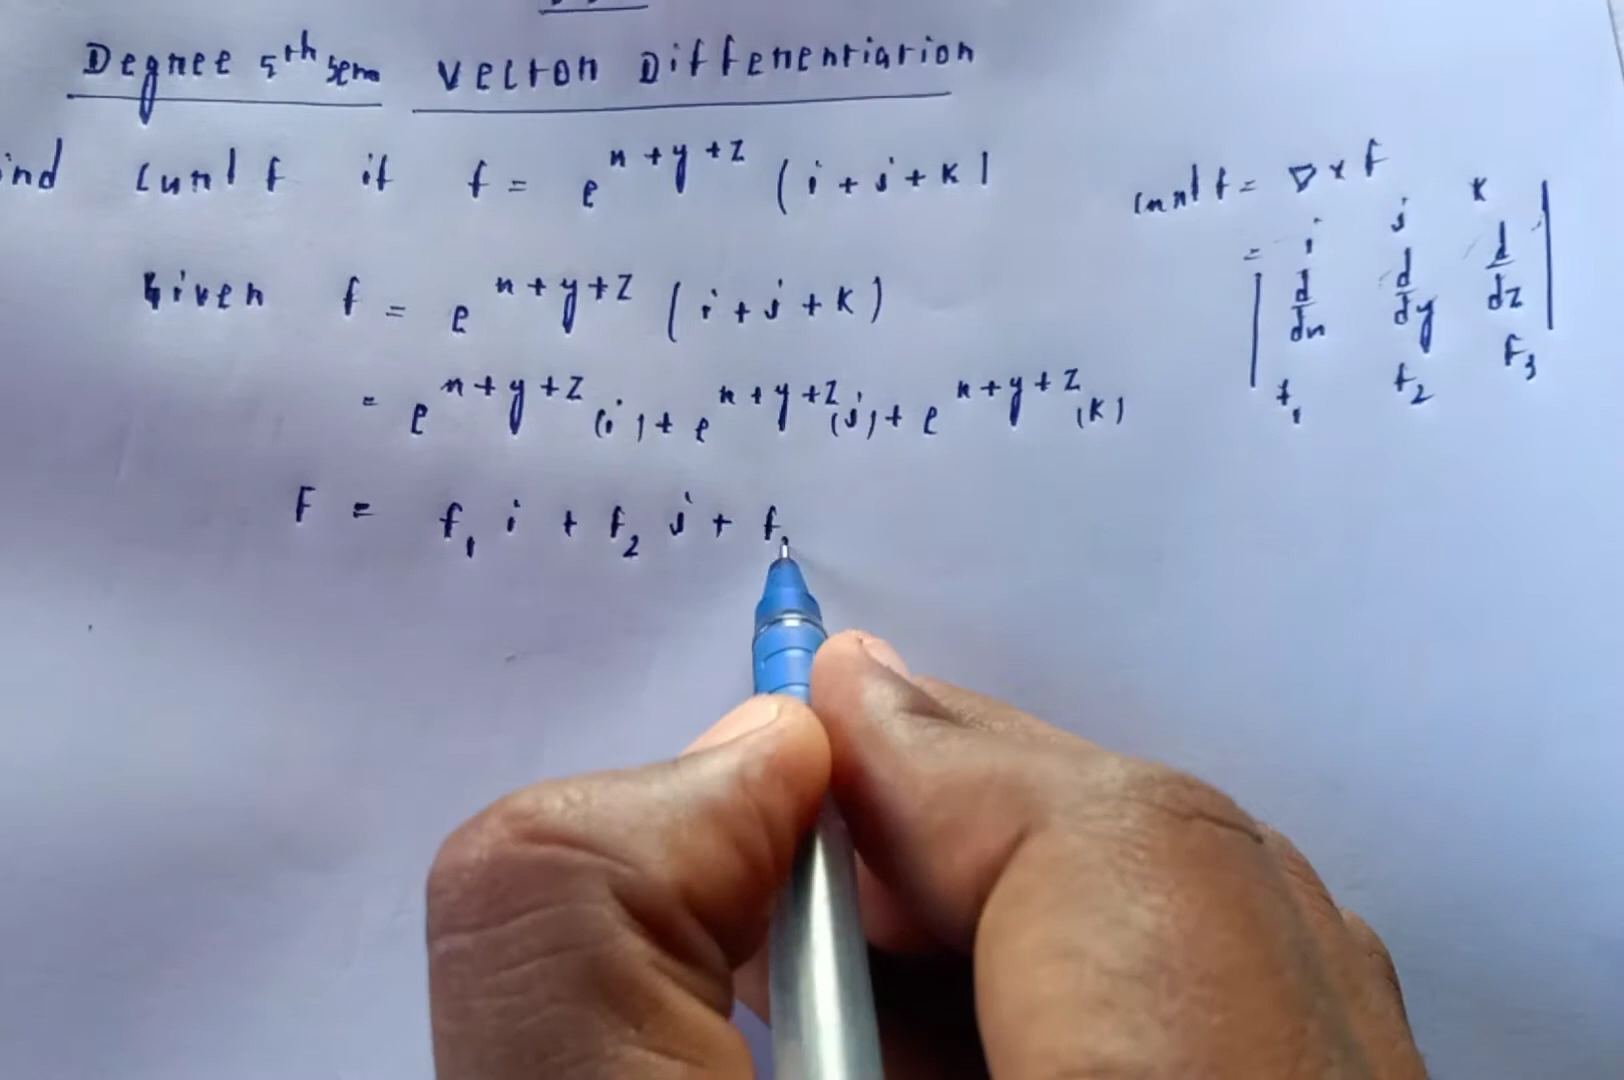 Degree 5th sem Vector Differentiation
ind curl f if f = e^x+y+z (i+j+k)
Given f = e^x+y+z (i+j+k)
= e^x+y+z (i) + e^x+y+z (j) + e^x+y+z (k)
F = f1 i + f2 j + f
curl f = ∇ × f
= | i j k |
d/dx d/dy d/dz
f1 f2 f3